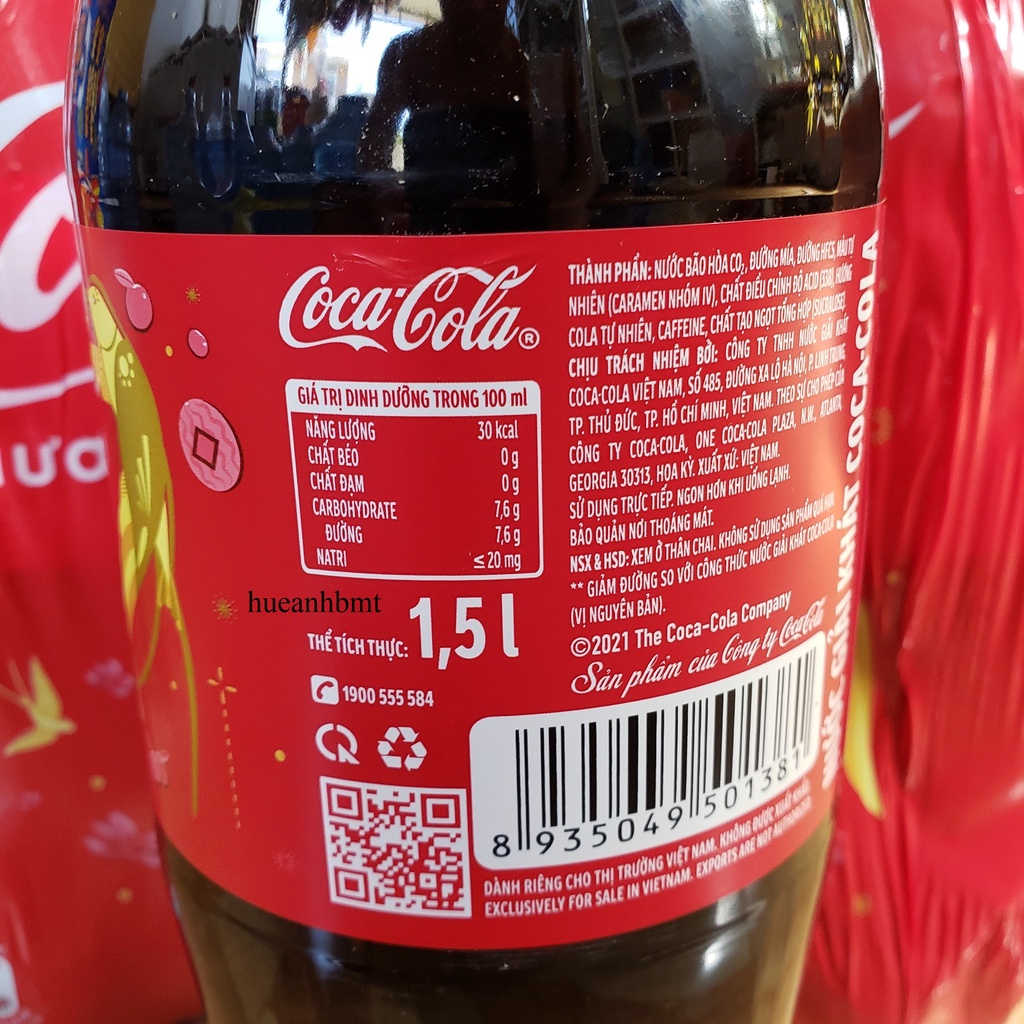 Coca-Cola®
GIÁ TRỊ DINH DƯỠNG TRONG 100 ml
NĂNG LƯỢNG 30 kcal
CHẤT BÉO 0 g
CHẤT ĐẠM 0 g
CARBOHYDRATE 7,6 g
ĐƯỜNG 7,6 g
NATRI ≤ 20 mg
hueanhbmt
THỂ TÍCH THỰC: 1,5 l
1900 555 584
THÀNH PHẦN: NƯỚC BÃO HÒA CO₂, ĐƯỜNG MÍA, ĐƯỜNG HFCS, MÀU TỰ
NHIÊN (CARAMEN NHÓM IV), CHẤT ĐIỀU CHỈNH ĐỘ ACID (338), HƯƠNG
COLA TỰ NHIÊN, CAFFEINE, CHẤT TẠO NGỌT TỔNG HỢP (SUCRALOSE).
CHỊU TRÁCH NHIỆM BỞI: CÔNG TY TNHH NƯỚC GIẢI KHÁT
COCA-COLA VIỆT NAM, SỐ 485, ĐƯỜNG XA LỘ HÀ NỘI, P. LINH TRUNG,
TP. THỦ ĐỨC, TP. HỒ CHÍ MINH, VIỆT NAM. THEO SỰ CHO PHÉP CỦA
CÔNG TY COCA-COLA, ONE COCA-COLA PLAZA, N.W., ATLANTA,
GEORGIA 30313, HOA KỲ. XUẤT XỨ: VIỆT NAM.
SỬ DỤNG TRỰC TIẾP. NGON HƠN KHI UỐNG LẠNH.
BẢO QUẢN NƠI THOÁNG MÁT.
NSX & HSD: XEM Ở THÂN CHAI. KHÔNG SỬ DỤNG SẢN PHẨM QUÁ HẠN.
** GIẢM ĐƯỜNG SO VỚI CÔNG THỨC NƯỚC GIẢI KHÁT COCA-COLA
(VỊ NGUYÊN BẢN).
©2021 The Coca-Cola Company
Sản phẩm của Công ty Coca-Cola
8 935049 501381
DÀNH RIÊNG CHO THỊ TRƯỜNG VIỆT NAM. KHÔNG ĐƯỢC XUẤT KHẨU.
EXCLUSIVELY FOR SALE IN VIETNAM. EXPORTS ARE NOT AUTHORIZED.
NƯỚC GIẢI KHÁT COCA-COLA